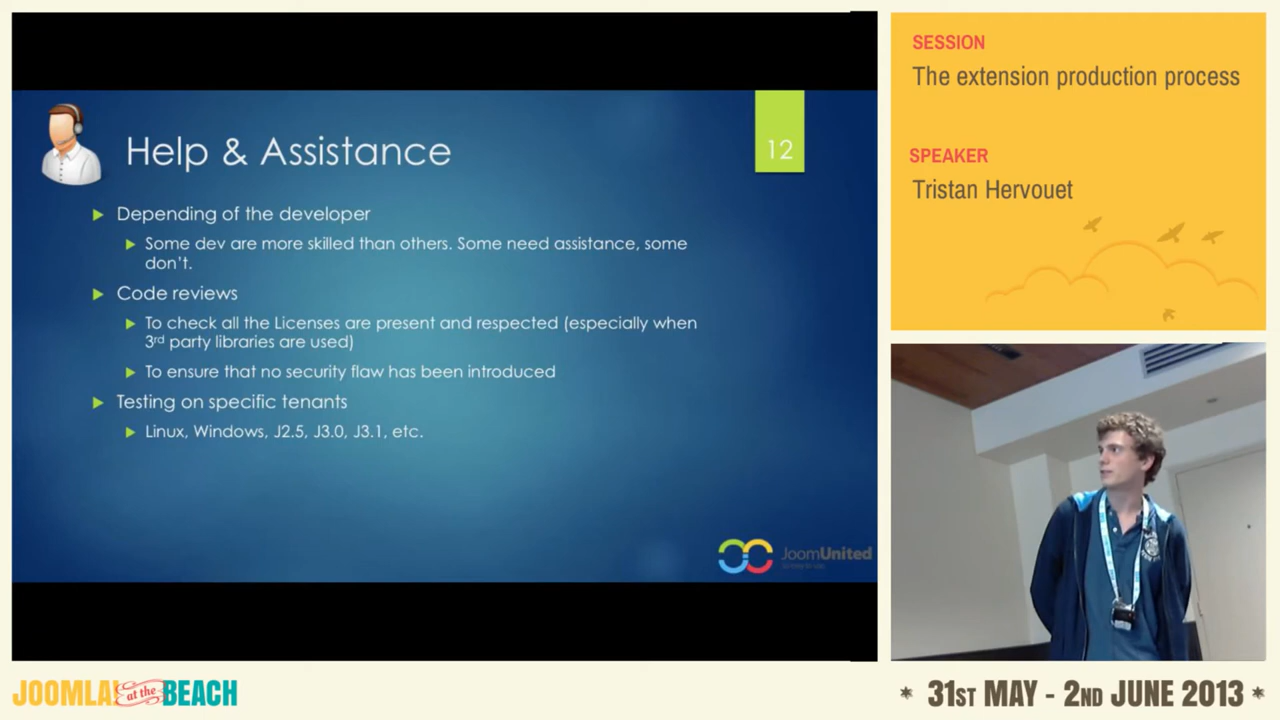 Help & Assistance
12
Depending of the developer
Some dev are more skilled than others. Some need assistance, some
don't.
Code reviews
To check all the Licenses are present and respected (especially when
3rd party libraries are used)
To ensure that no security flaw has been introduced
Testing on specific tenants
Linux, Windows, J2.5, J3.0, J3.1, etc.
JoomUnited
SESSION
The extension production process
SPEAKER
Tristan Hervouet
JOOMLA! at the BEACH
* 31ST MAY - 2ND JUNE 2013 *